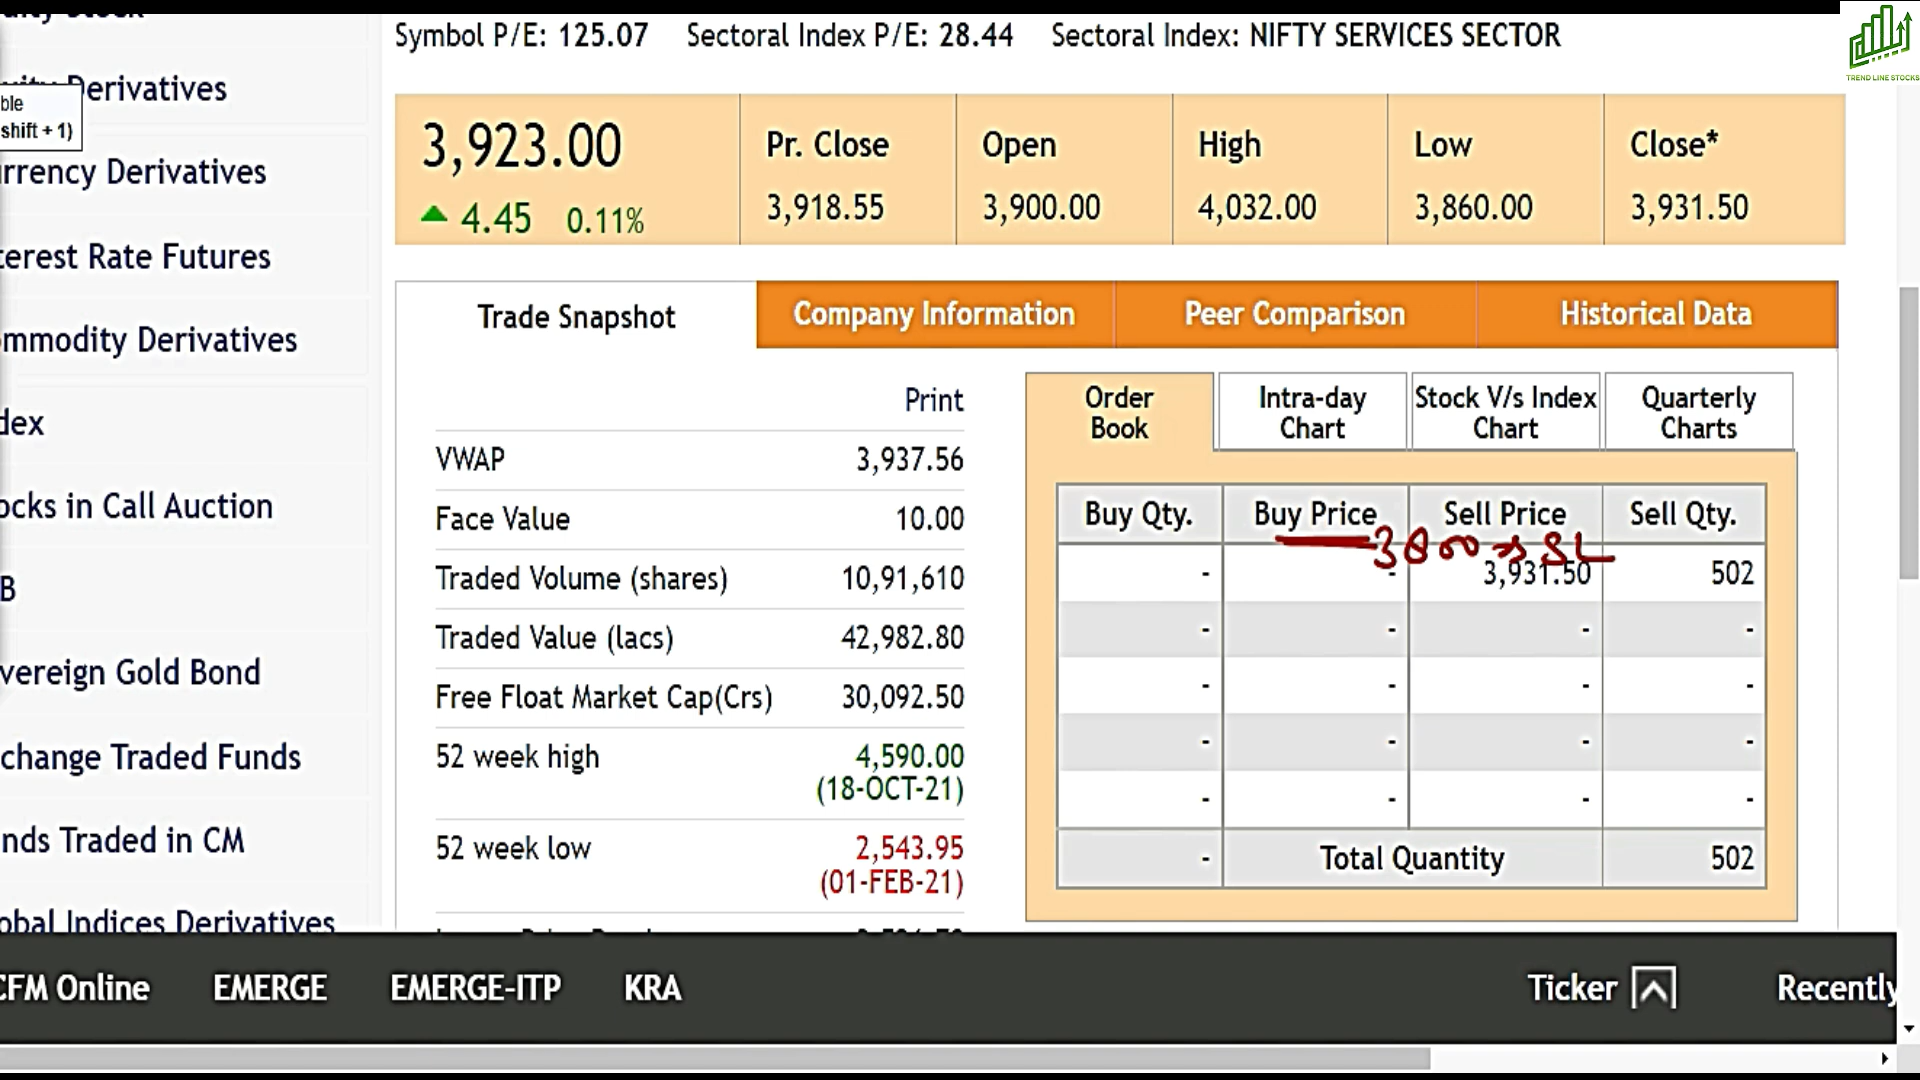 Symbol P/E: 125.07 Sectoral Index P/E: 28.44 Sectoral Index: NIFTY SERVICES SECTOR
TREND LINE STOCKS
Derivatives
ble
shift + 1)
rrency Derivatives
terest Rate Futures
mmodity Derivatives
dex
ocks in Call Auction
B
vereign Gold Bond
change Traded Funds
nds Traded in CM
obal Indices Derivatives
3,923.00 Pr. Close Open High Low Close*
4.45 0.11% 3,918.55 3,900.00 4,032.00 3,860.00 3,931.50
Trade Snapshot Company Information Peer Comparison Historical Data
Print
VWAP 3,937.56
Face Value 10.00
Traded Volume (shares) 10,91,610
Traded Value (lacs) 42,982.80
Free Float Market Cap(Crs) 30,092.50
52 week high 4,590.00
(18-OCT-21)
52 week low 2,543.95
(01-FEB-21)
Order Book Intra-day Chart Stock V/s Index Chart Quarterly Charts
Buy Qty. Buy Price Sell Price Sell Qty.
3800 SL
- - 3,931.50 502
- - - -
- - - -
- - - -
- - - -
- Total Quantity 502
CFM Online EMERGE EMERGE-ITP KRA Ticker Recently